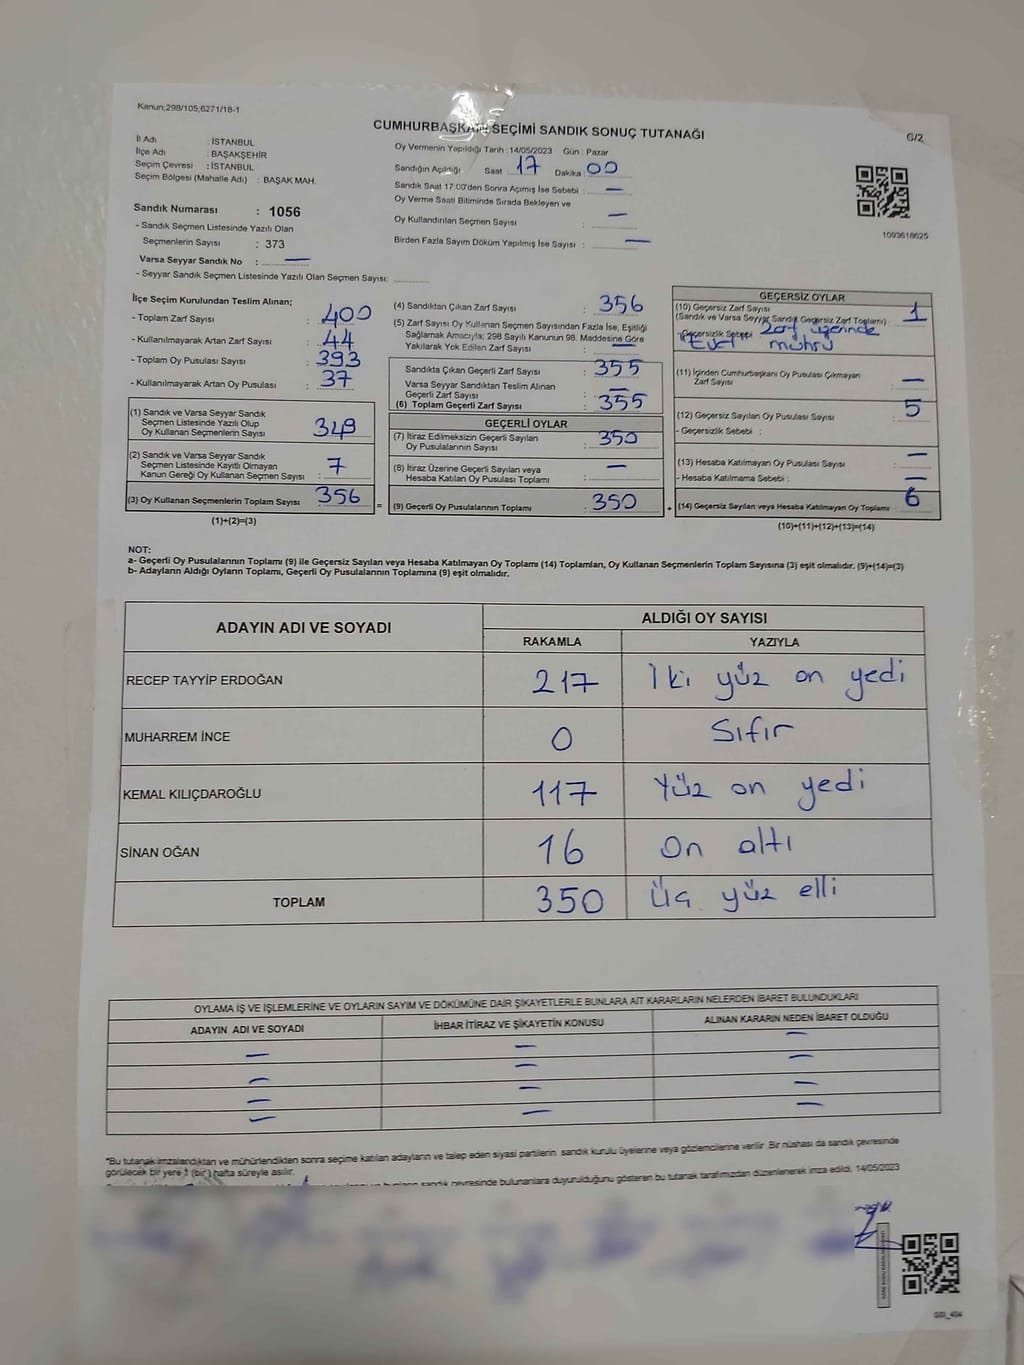 Kanun;298/105;6271/18-1
CUMHURBAŞKANI SEÇİMİ SANDIK SONUÇ TUTANAĞI
C/2
İl Adı : İSTANBUL
İlçe Adı : BAŞAKŞEHİR
Seçim Çevresi : İSTANBUL
Seçim Bölgesi (Mahalle Adı) : BAŞAK MAH.
Oy Vermenin Yapıldığı Tarih : 14/05/2023 Gün : Pazar
Sandığın Açıldığı Saat : 17 Dakika : 00
Sandık Saat 17:00'den Sonra Açımış İse Sebebi : —
Oy Verme Saati Bitiminde Sırada Bekleyen ve
Oy Kullandırılan Seçmen Sayısı : —
Birden Fazla Sayım Döküm Yapılmış İse Sayısı : —
1093618625
Sandık Numarası : 1056
- Sandık Seçmen Listesinde Yazılı Olan
Seçmenlerin Sayısı : 373
Varsa Seyyar Sandık No : —
- Seyyar Sandık Seçmen Listesinde Yazılı Olan Seçmen Sayısı:
İlçe Seçim Kurulundan Teslim Alınan;
- Toplam Zarf Sayısı : 400
- Kullanılmayarak Artan Zarf Sayısı : 44
- Toplam Oy Pusulası Sayısı : 393
- Kullanılmayarak Artan Oy Pusulası : 37
(1) Sandık ve Varsa Seyyar Sandık
Seçmen Listesinde Yazılı Olup
Oy Kullanan Seçmenlerin Sayısı : 349
(2) Sandık ve Varsa Seyyar Sandık
Seçmen Listesinde Kayıtlı Olmayan
Kanun Gereği Oy Kullanan Seçmen Sayısı : 7
(3) Oy Kullanan Seçmenlerin Toplam Sayısı : 356
(1)+(2)=(3)
(4) Sandıktan Çıkan Zarf Sayısı : 356
(5) Zarf Sayısı Oy Kullanan Seçmen Sayısından Fazla İse, Eşitliği
Sağlamak Amacıyla; 298 Sayılı Kanunun 98. Maddesine Göre
Yakılarak Yok Edilen Zarf Sayısı : —
Sandıkta Çıkan Geçerli Zarf Sayısı : 355
Varsa Seyyar Sandıktan Teslim Alınan
Geçerli Zarf Sayısı : —
(6) Toplam Geçerli Zarf Sayısı : 355
GEÇERLİ OYLAR
(7) İtiraz Edilmeksizin Geçerli Sayılan
Oy Pusulalarının Sayısı : 350
(8) İtiraz Üzerine Geçerli Sayılan veya
Hesaba Katılan Oy Pusulası Toplamı : —
= (9) Geçerli Oy Pusulalarının Toplamı : 350
GEÇERSİZ OYLAR
(10) Geçersiz Zarf Sayısı
(Sandık ve Varsa Seyyar Sandık Geçersiz Zarf Toplamı) : 1
-Geçersizlik Sebebi Zarf üzerinde
Evet mührü
(11) İçinden Cumhurbaşkanı Oy Pusulası Çıkmayan
Zarf Sayısı : —
(12) Geçersiz Sayılan Oy Pusulası Sayısı : 5
- Geçersizlik Sebebi :
(13) Hesaba Katılmayan Oy Pusulası Sayısı : —
- Hesaba Katılmama Sebebi : —
+ (14) Geçersiz Sayılan veya Hesaba Katılmayan Oy Toplamı : 6
(10)+(11)+(12)+(13)=(14)
NOT:
a- Geçerli Oy Pusulalarının Toplamı (9) ile Geçersiz Sayılan veya Hesaba Katılmayan Oy Toplamı (14) Toplamları, Oy Kullanan Seçmenlerin Toplam Sayısına (3) eşit olmalıdır. (9)+(14)=(3)
b- Adayların Aldığı Oyların Toplamı, Geçerli Oy Pusulalarının Toplamına (9) eşit olmalıdır.
ADAYIN ADI VE SOYADI ALDIĞI OY SAYISI
RAKAMLA YAZIYLA
RECEP TAYYİP ERDOĞAN 217 İki yüz on yedi
MUHARREM İNCE 0 Sıfır
KEMAL KILIÇDAROĞLU 117 Yüz on yedi
SİNAN OĞAN 16 On altı
TOPLAM 350 Üç yüz elli
OYLAMA İŞ VE İŞLEMLERİNE VE OYLARIN SAYIM VE DÖKÜMÜNE DAİR ŞİKAYETLERLE BUNLARA AİT KARARLARIN NELERDEN İBARET BULUNDUKLARI
ADAYIN ADI VE SOYADI İHBAR İTİRAZ VE ŞİKAYETİN KONUSU ALINAN KARARIN NEDEN İBARET OLDUĞU
— — —
— — —
— — —
— — —
*Bu tutanak imzalandıktan ve mühürlendikten sonra seçime katılan adayların ve talep eden siyasi partilerin sandık kurulu üyelerine veya gözlemcilerine verilir. Bir nüshası da sandık çevresinde
görülecek bir yere 1 (bir) hafta süreyle asılır.
sandık çevresinde bulunanlara duyurulduğunu gösteren bu tutanak tarafımızdan düzenlenerek imza edildi. 14/05/2023